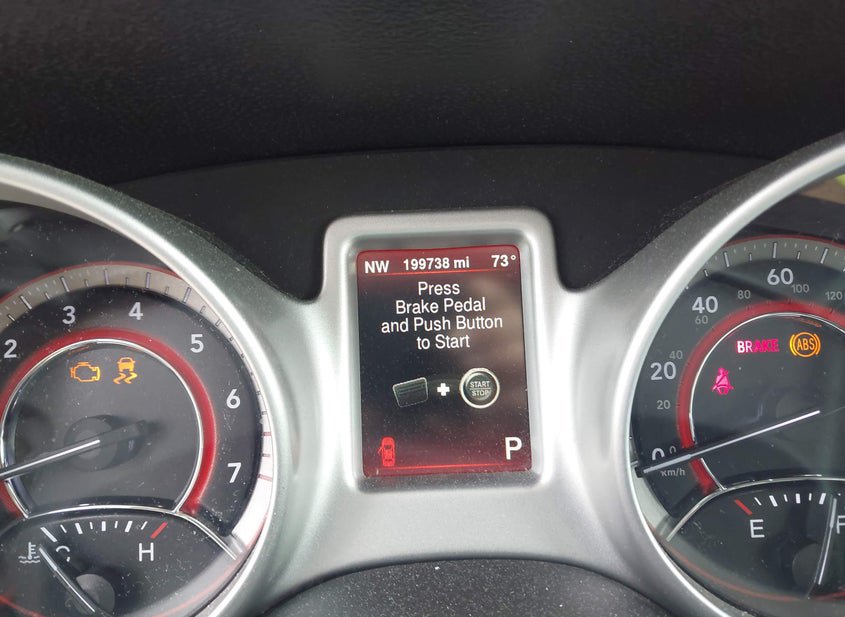 NW 199738 mi 73°
Press
Brake Pedal
and Push Button
to Start
START
STOP
P
2 3 4 5 6 7
C H
BRAKE ABS
0 20 40 60
20 40 60 80 100 120
km/h
E F